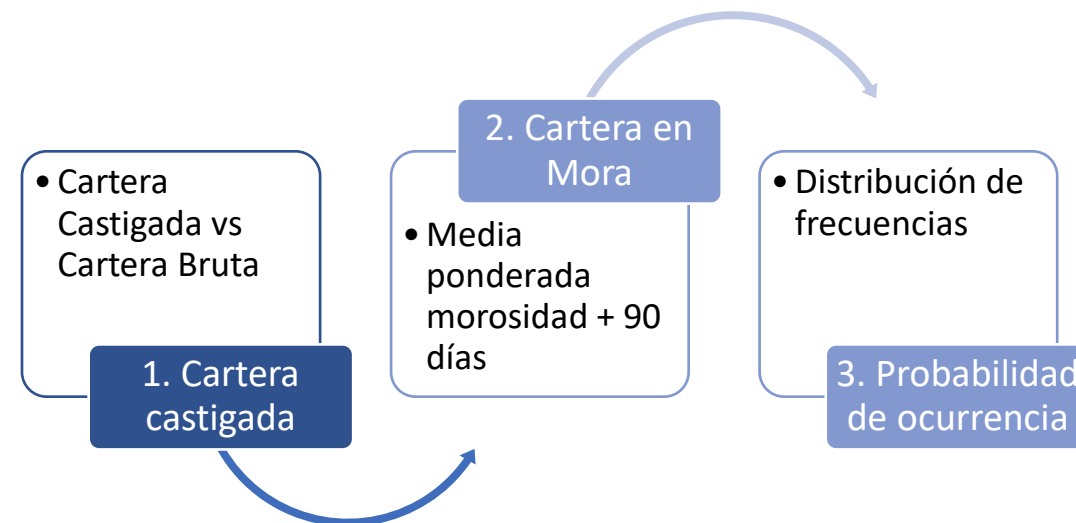 • Cartera
Castigada vs
Cartera Bruta
1. Cartera
castigada
2. Cartera en
Mora
• Media
ponderada
morosidad + 90
días
• Distribución de
frecuencias
3. Probabilidad
de ocurrencia